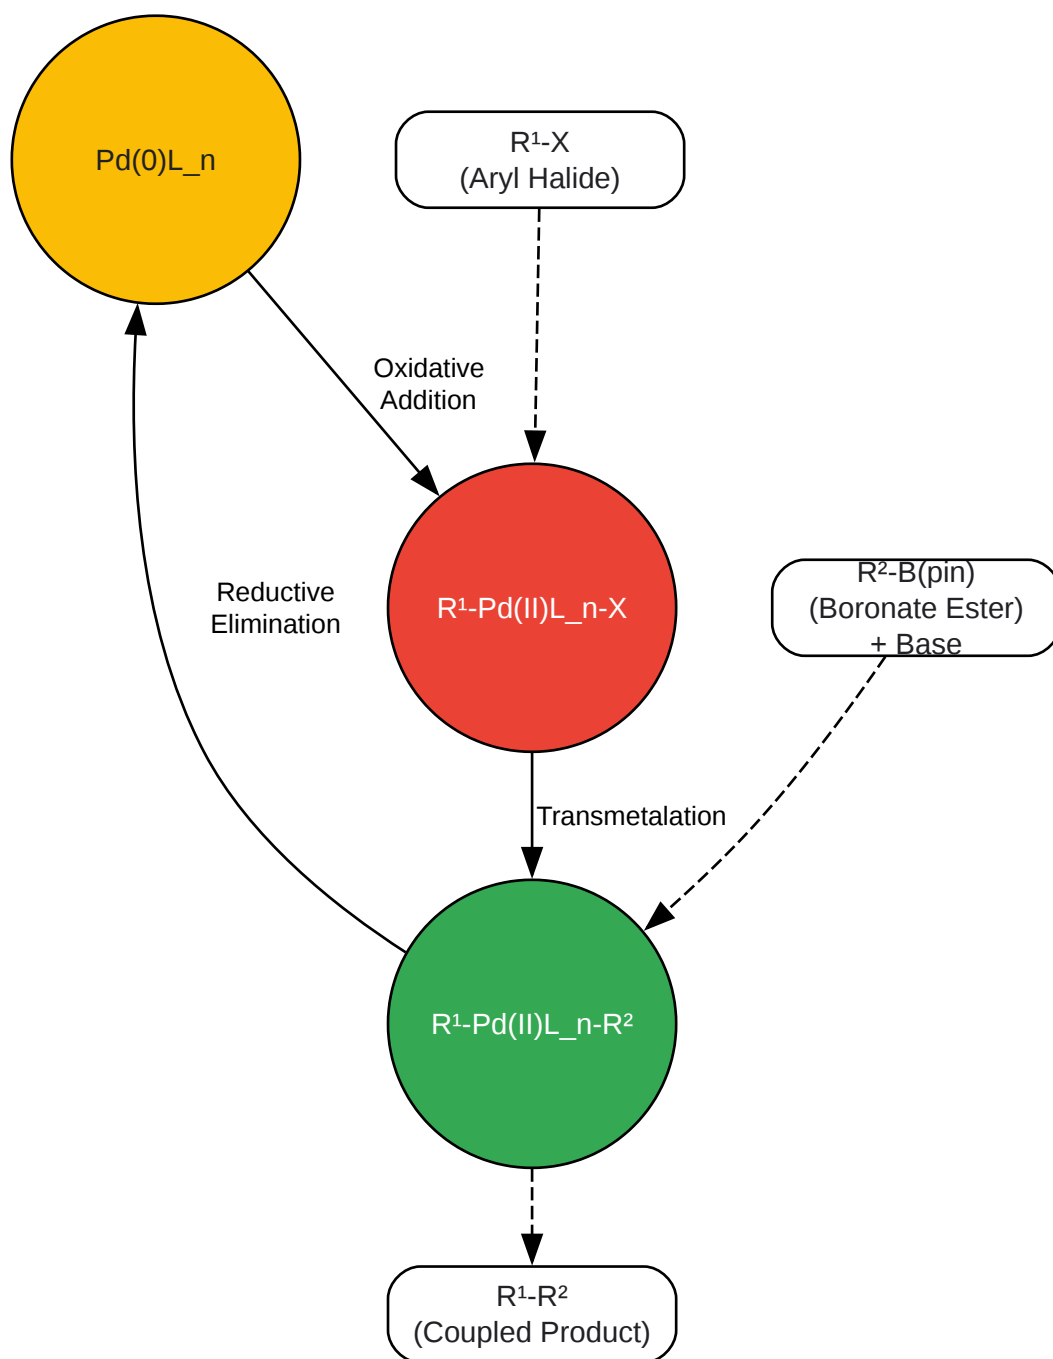 Pd(0)L_n
R¹-X
(Aryl Halide)
Oxidative
Addition
Reductive
Elimination
R¹-Pd(II)L_n-X
R²-B(pin)
(Boronate Ester)
+ Base
Transmetalation
R¹-Pd(II)L_n-R²
R¹-R²
(Coupled Product)